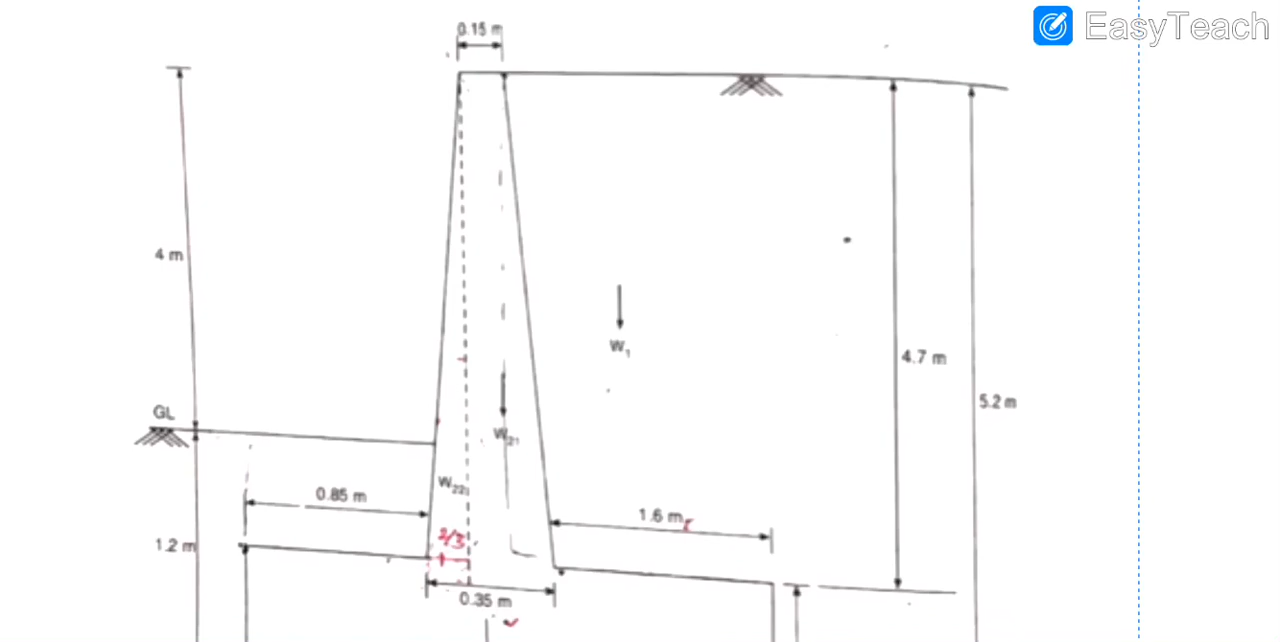 EasyTeach
0.15 m
4 m
W₁
4.7 m
5.2 m
GL
W₂₁
W₂₂
0.85 m
1.6 m
2/3
1.2 m
0.35 m